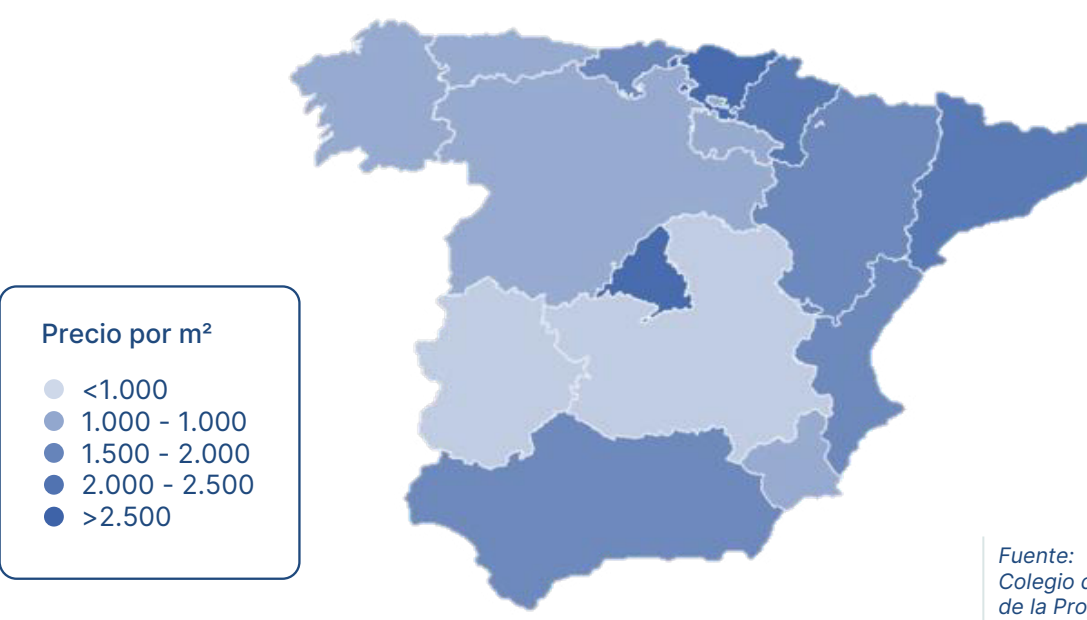 Precio por m²
<1.000
1.000 - 1.000
1.500 - 2.000
2.000 - 2.500
>2.500
Fuente:
Colegio
de la